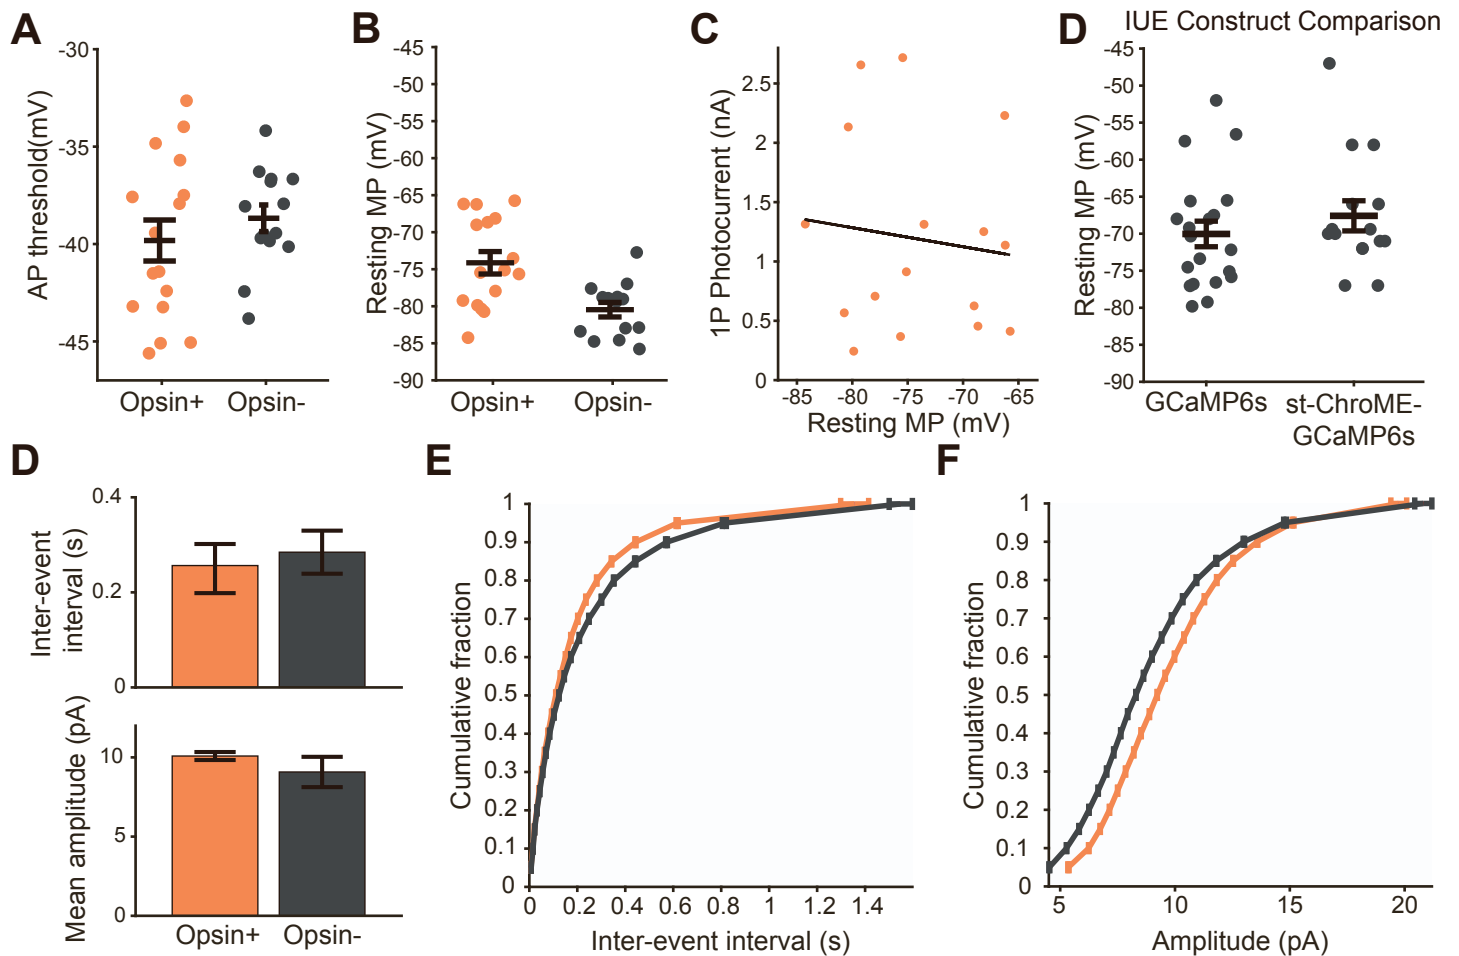 A
AP threshold(mV)
-30
-35
-40
-45
Opsin+ Opsin-
B
Resting MP (mV)
-45
-50
-55
-60
-65
-70
-75
-80
-85
-90
Opsin+ Opsin-
C
1P Photocurrent (nA)
2.5
2
1.5
1
0.5
0
-85 -80 -75 -70 -65
Resting MP (mV)
D
IUE Construct Comparison
Resting MP (mV)
-45
-50
-55
-60
-65
-70
-75
-80
-85
-90
GCaMP6s st-ChroME-
GCaMP6s
D
Inter-event
interval (s)
0.4
0.2
0
Mean amplitude (pA)
10
5
0
Opsin+ Opsin-
E
Cumulative fraction
1
0.9
0.8
0.7
0.6
0.5
0.4
0.3
0.2
0.1
0
0 0.2 0.4 0.6 0.8 1 1.2 1.4
Inter-event interval (s)
F
Cumulative fraction
1
0.9
0.8
0.7
0.6
0.5
0.4
0.3
0.2
0.1
0
5 10 15 20
Amplitude (pA)